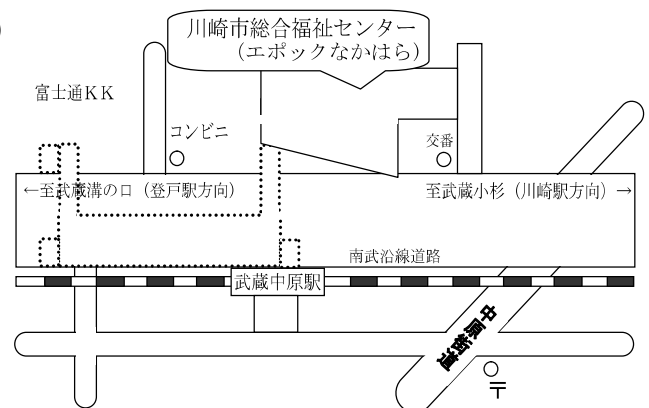 川崎市総合福祉センター
（エポックなかはら）
富士通ＫＫ
コンビニ
交番
←至武蔵溝の口（登戸駅方向）
至武蔵小杉（川崎駅方向）→
南武沿線道路
武蔵中原駅
中原街道
〒